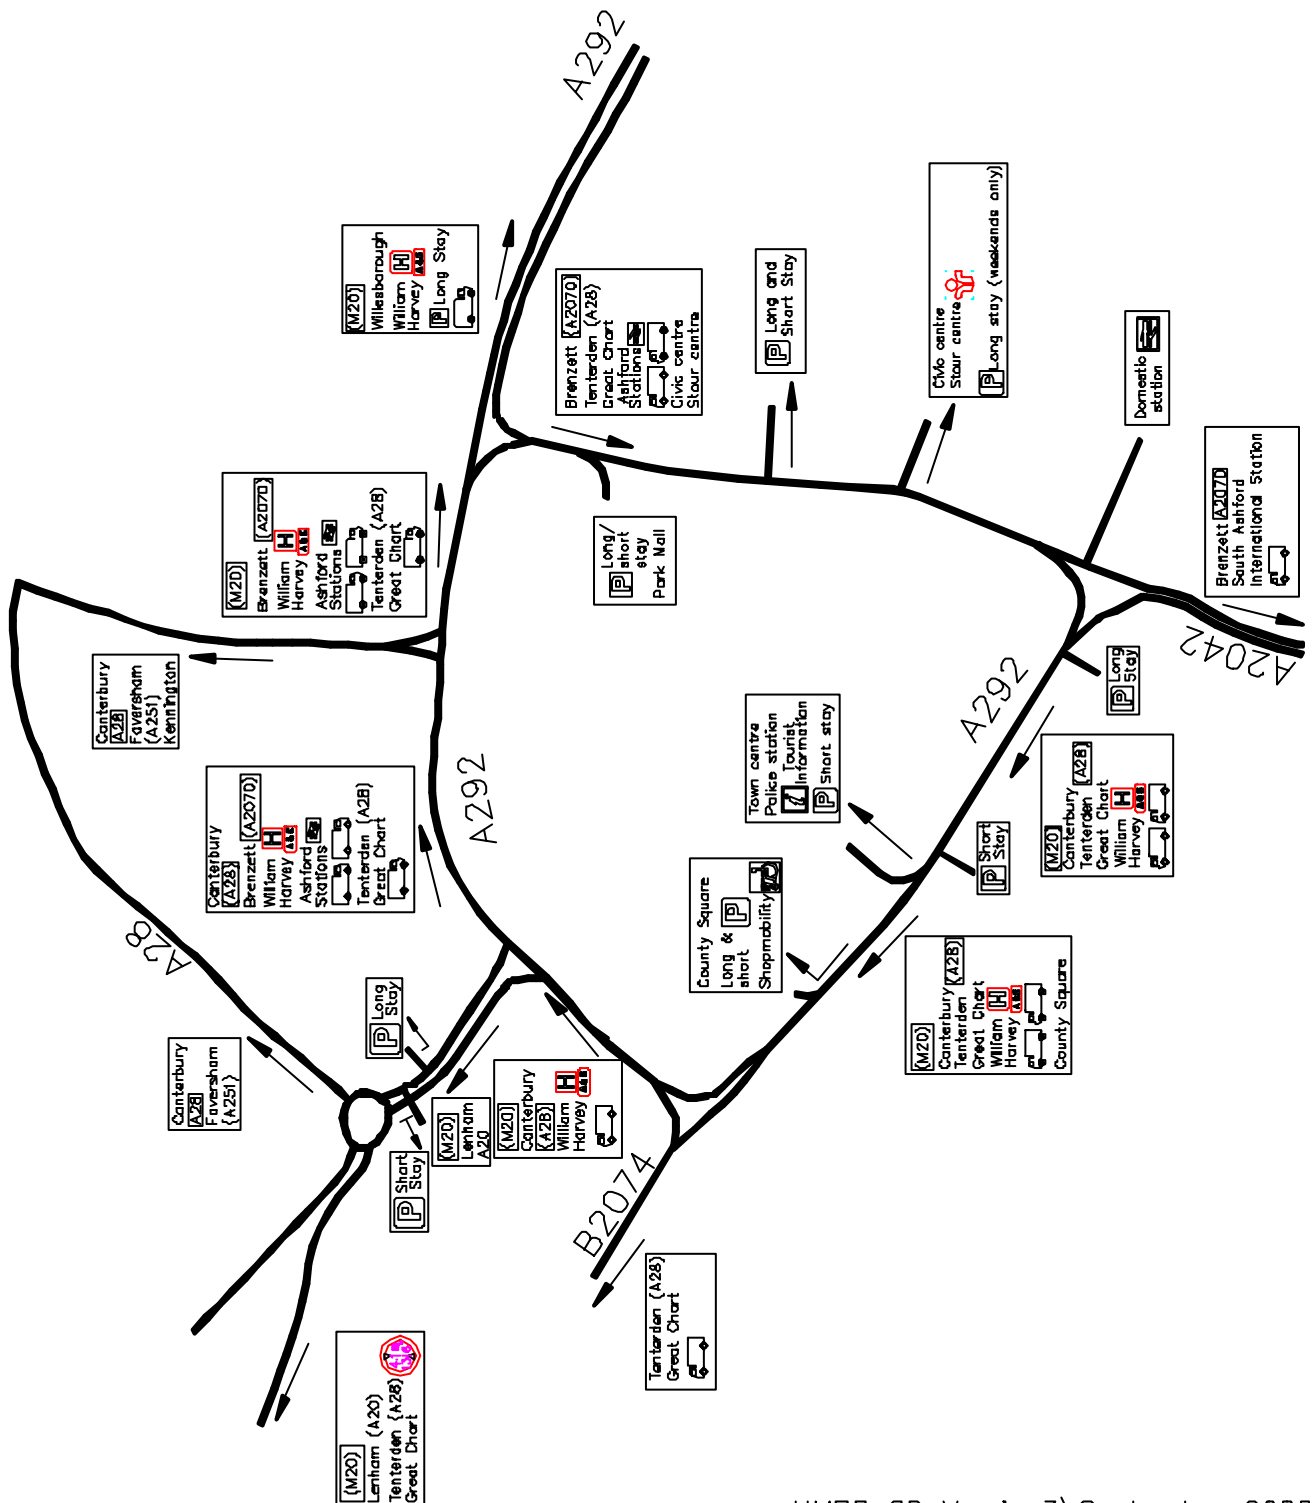 A292
(M20)
Willesborough
William H
Harvey A&E
P Long Stay
Brenzett (A2070)
Tenterden (A28)
Great Chart
Ashford
Stations
Civic centre
Stour centre
P Long and
Short Stay
Civic centre
Stour centre
P Long stay (weekends only)
Domestic
station
Brenzett A2070
South Ashford
International Station
(M20)
Brenzett (A2070)
William H
Harvey A&E
Ashford
Stations
Tenterden (A28)
Great Chart
P Long/
short
stay
Park Mall
Canterbury
A28
Faversham
(A251)
Kennington
A2042
P Long
Stay
A292
Town centre
Police station
i Tourist
Information
P Short stay
(M20)
Canterbury
Tenterden (A28)
Great Chart
William H
Harvey A&E
Canterbury
(A28)
Brenzett (A2070)
William H
Harvey A&E
Ashford
Stations
Tenterden (A28)
Great Chart
A292
P Short
Stay
County Square
Long & P
short
Shopmobility
A28
(M20)
Canterbury
Tenterden (A28)
Great Chart
William H
Harvey A&E
County Square
P Long
Stay
Canterbury
A28
Faversham
(A251)
(M20)
Lenham
A20
(M20)
Canterbury
(A28)
William H
Harvey A&E
P Short
Stay
B2074
Tenterden (A28)
Great Chart
(M20)
Lenham (A20)
Tenterden (A28)
Great Chart